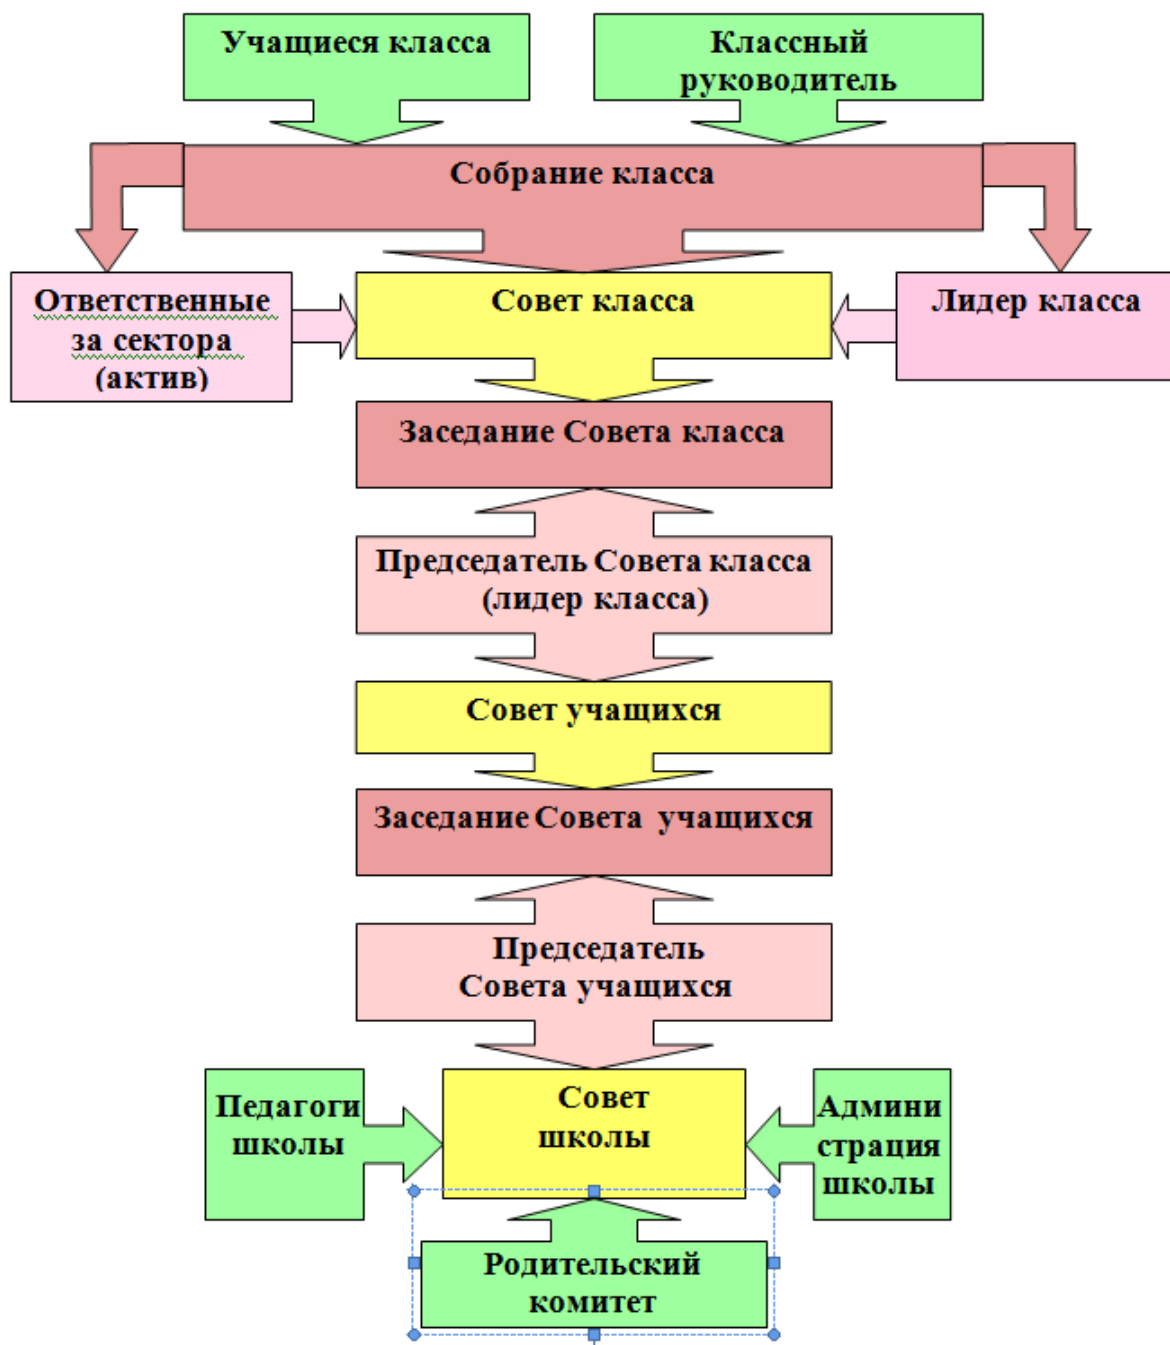 Учащиеся класса
Классный
руководитель
Собрание класса
Ответственные
за сектора
(актив)
Совет класса
Лидер класса
Заседание Совета класса
Председатель Совета класса
(лидер класса)
Совет учащихся
Заседание Совета учащихся
Председатель
Совета учащихся
Педагоги
школы
Совет
школы
Админи
страция
школы
Родительский
комитет